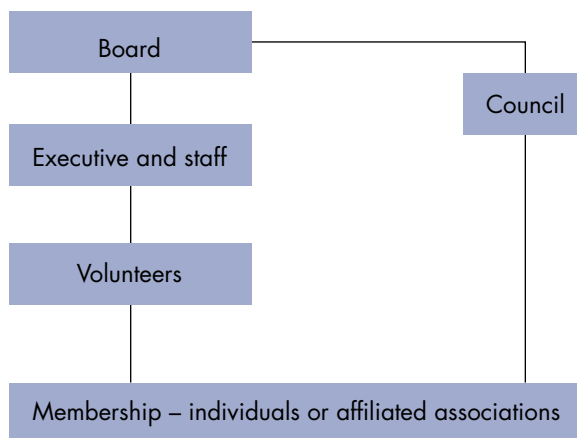 Board
Council
Executive and staff
Volunteers
Membership – individuals or affiliated associations